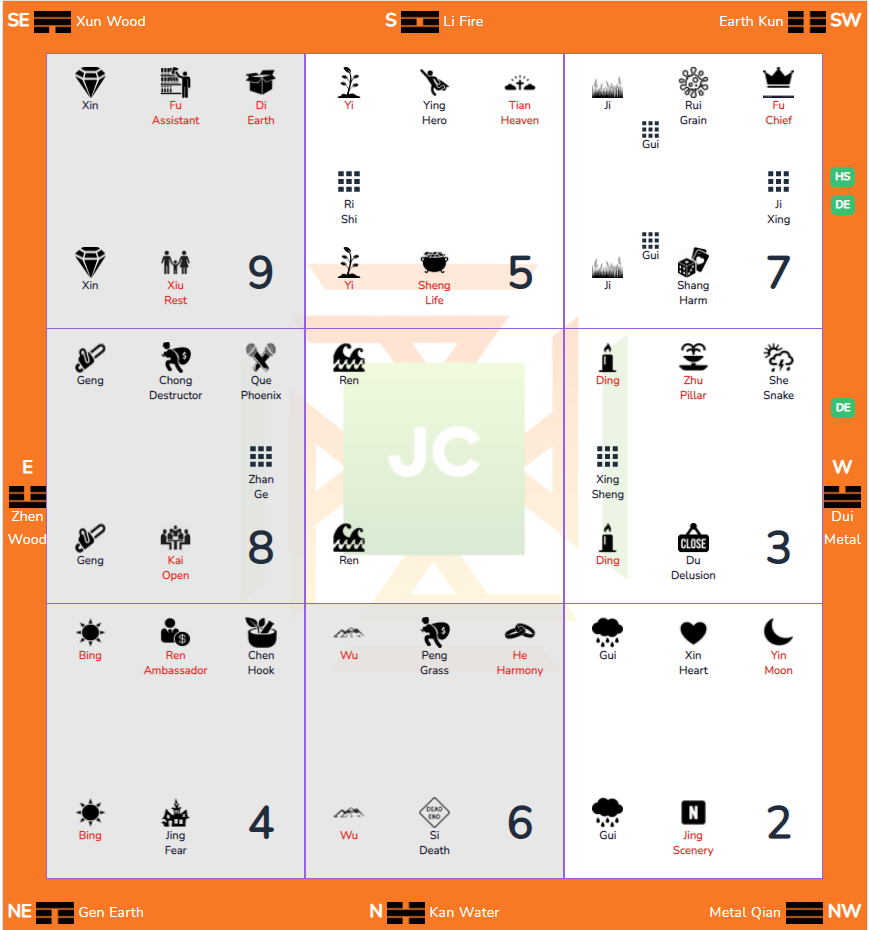 SE Xun Wood
S Li Fire
Earth Kun SW
Xin
Fu
Assistant
Di
Earth
Xin
Xiu
Rest
9
Yi
Ying
Hero
Tian
Heaven
Ri
Shi
Yi
Sheng
Life
5
Ji
Rui
Grain
Fu
Chief
Gui
Ji
Xing
Gui
Ji
Shang
Harm
7
HS
DE
E
Zhen
Wood
Geng
Chong
Destructor
Que
Phoenix
Zhan
Ge
Geng
Kai
Open
8
Ren
JC
Ren
Ding
Zhu
Pillar
She
Snake
Xing
Sheng
Ding
CLOSE
Du
Delusion
3
DE
W
Dui
Metal
Bing
Ren
Ambassador
Chen
Hook
Bing
Jing
Fear
4
Wu
Peng
Grass
He
Harmony
Wu
DEAD
END
Si
Death
6
Gui
Xin
Heart
Yin
Moon
Gui
N
Jing
Scenery
2
NE Gen Earth
N Kan Water
Metal Qian NW